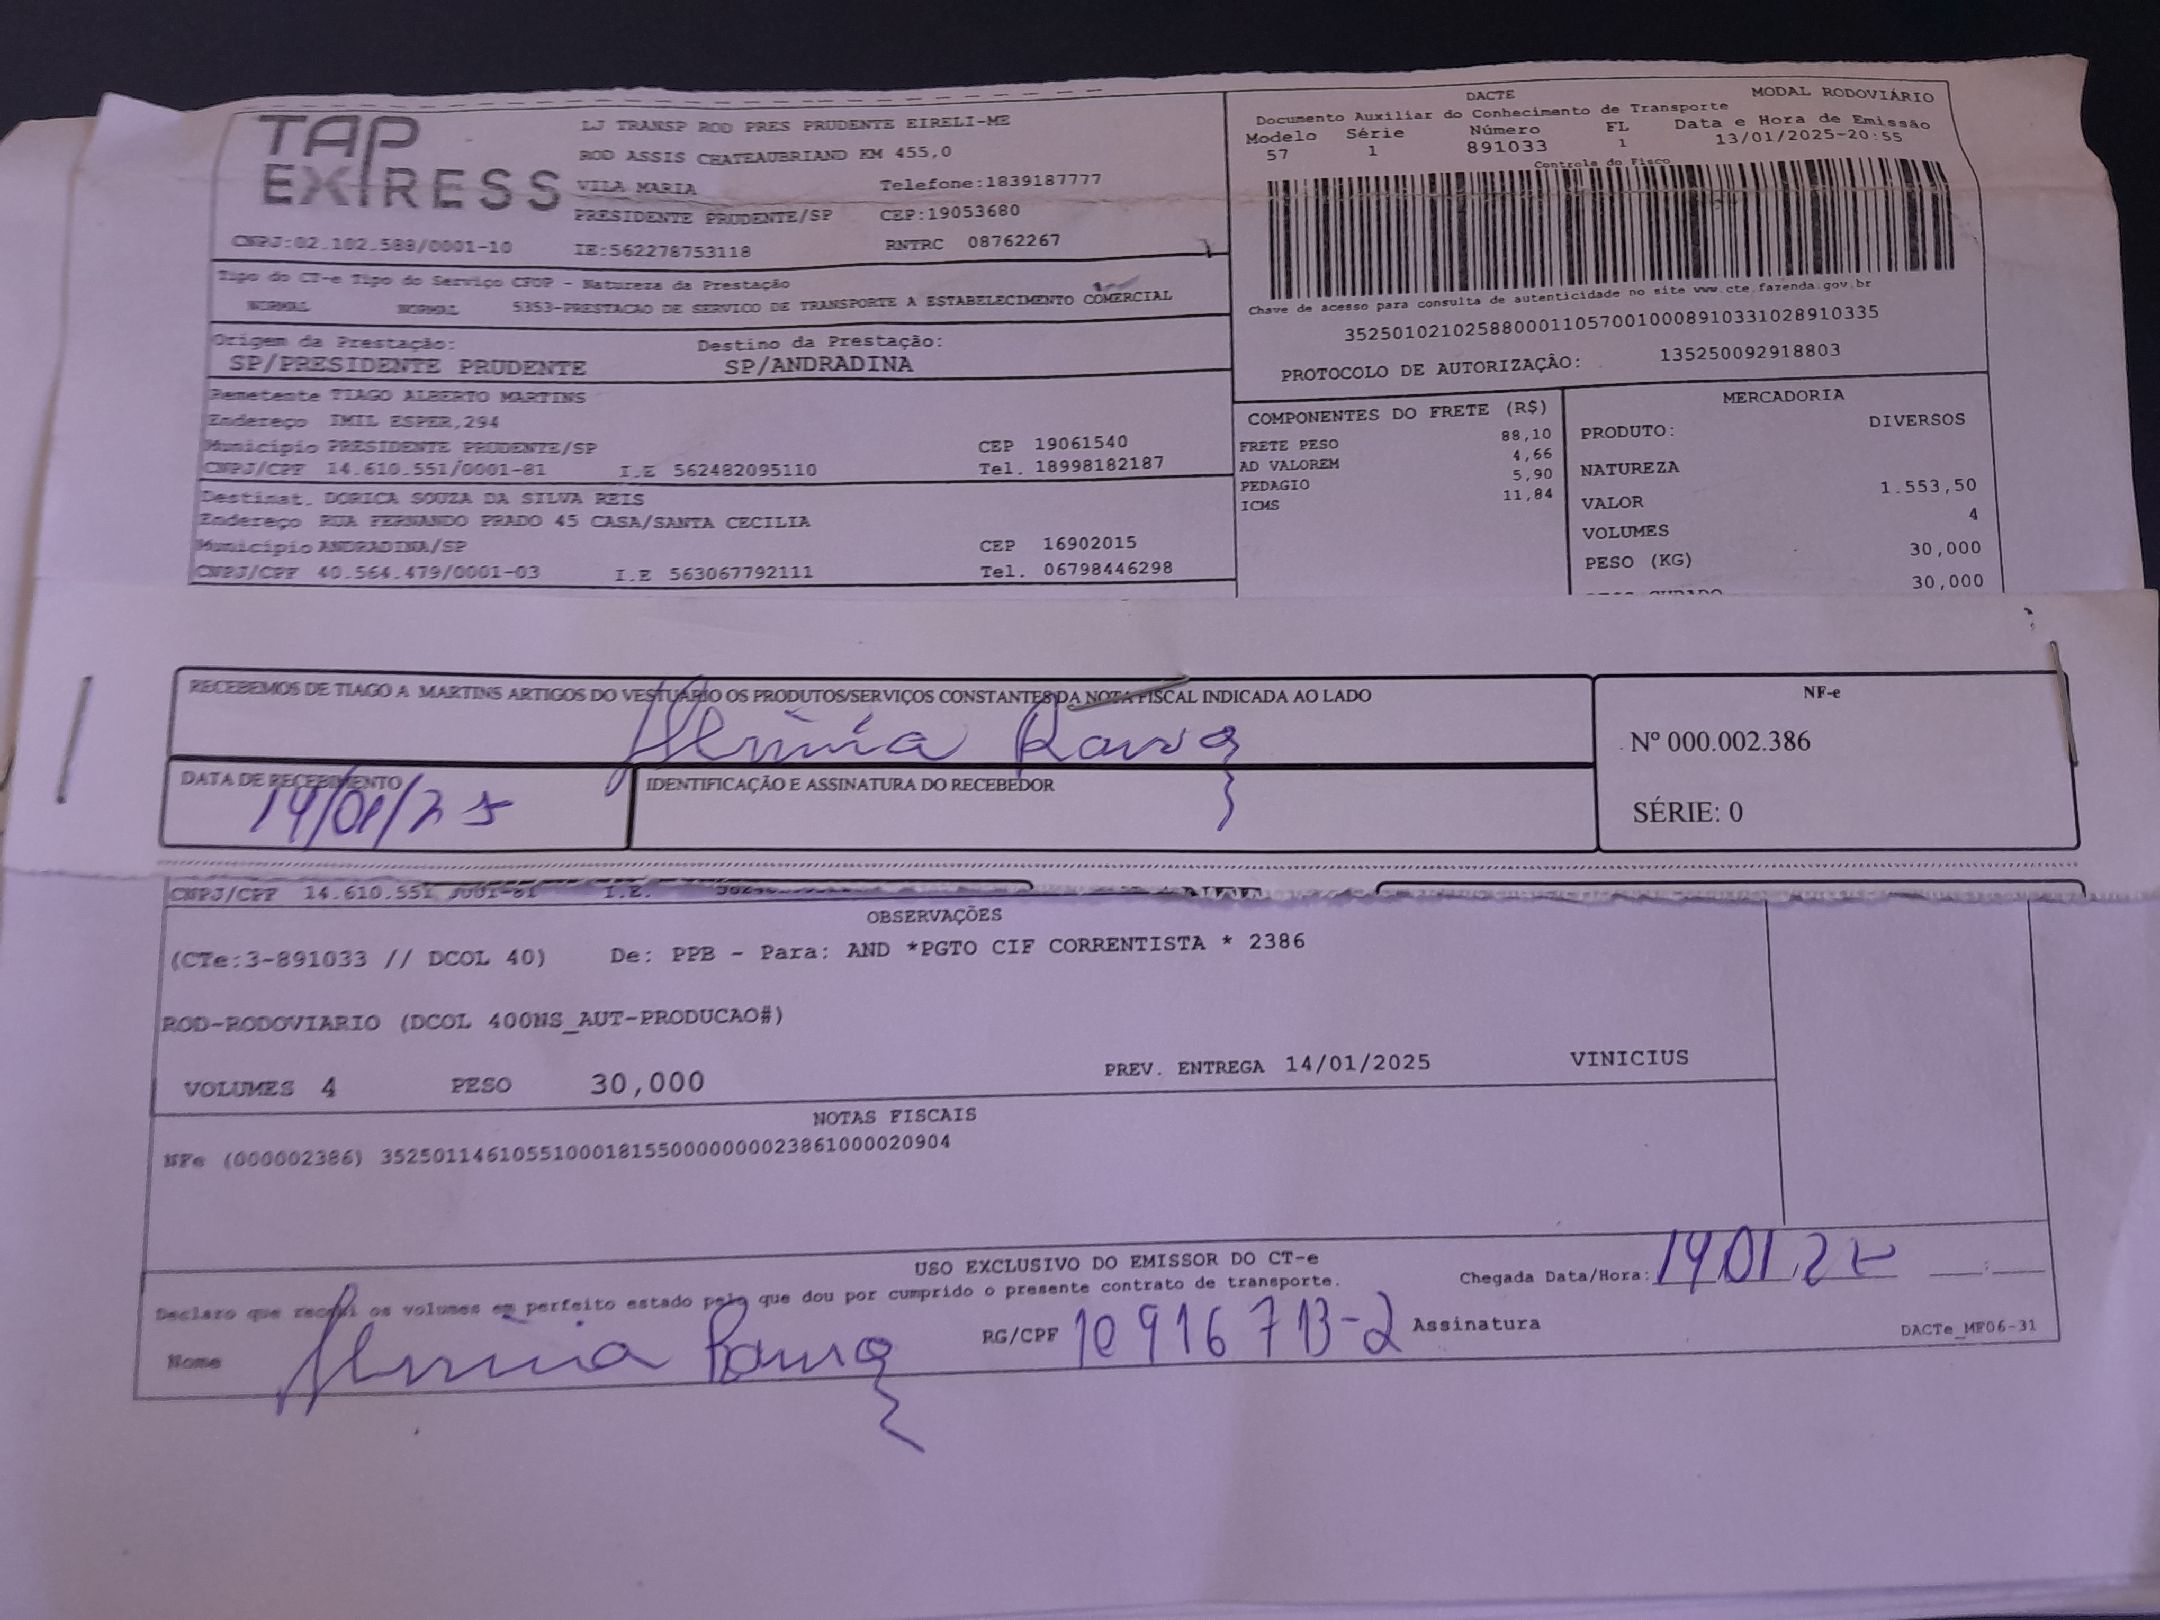 TAP EXPRESS
LJ TRANSP ROD PRES PRUDENTE EIRELI-ME
ROD ASSIS CHATEAUBRIAND KM 455,0
VILA MARIA Telefone:1839187777
PRESIDENTE PRUDENTE/SP CEP:19053680
CNPJ:02.102.588/0001-10 IE:562278753118 RNTRC 08762267
DACTE MODAL RODOVIÁRIO
Documento Auxiliar do Conhecimento de Transporte
Modelo Série Número FL Data e Hora de Emissão
57 1 891033 1 13/01/2025-20:55
Controle do Fisco
Chave de acesso para consulta de autenticidade no site www.cte.fazenda.gov.br
35250102102588000110570010008910331028910335
PROTOCOLO DE AUTORIZAÇÃO: 135250092918803
Tipo do CT-e Tipo do Serviço CFOP - Natureza da Prestação
NORMAL NORMAL 5353-PRESTACAO DE SERVICO DE TRANSPORTE A ESTABELECIMENTO COMERCIAL
Origem da Prestação: Destino da Prestação:
SP/PRESIDENTE PRUDENTE SP/ANDRADINA
Remetente TIAGO ALBERTO MARTINS
Endereço IMIL ESPER,294
Município PRESIDENTE PRUDENTE/SP CEP 19061540
CNPJ/CPF 14.610.551/0001-81 I.E 562482095110 Tel. 18998182187
Destinat. DORICA SOUZA DA SILVA REIS
Endereço RUA FERNANDO PRADO 45 CASA/SANTA CECILIA
Município ANDRADINA/SP CEP 16902015
CNPJ/CPF 40.564.479/0001-03 I.E 563067792111 Tel. 06798446298
COMPONENTES DO FRETE (R$)
FRETE PESO 88,10
AD VALOREM 4,66
PEDAGIO 5,90
ICMS 11,84
MERCADORIA
PRODUTO: DIVERSOS
NATUREZA
VALOR 1.553,50
VOLUMES 4
PESO (KG) 30,000
30,000
RECEBEMOS DE TIAGO A MARTINS ARTIGOS DO VESTUÁRIO OS PRODUTOS/SERVIÇOS CONSTANTES DA NOTA FISCAL INDICADA AO LADO
DATA DE RECEBIMENTO
14/01/25
IDENTIFICAÇÃO E ASSINATURA DO RECEBEDOR
NF-e
Nº 000.002.386
SÉRIE: 0
CNPJ/CPF 14.610.551 I.E.
OBSERVAÇÕES
(CTe:3-891033 // DCOL 40) De: PPB - Para: AND *PGTO CIF CORRENTISTA * 2386
ROD-RODOVIARIO (DCOL 400NS_AUT-PRODUCAO#)
VOLUMES 4 PESO 30,000 PREV. ENTREGA 14/01/2025 VINICIUS
NOTAS FISCAIS
NFe (000002386) 35250114610551000181550000000023861000020904
USO EXCLUSIVO DO EMISSOR DO CT-e
Declaro que recebi os volumes em perfeito estado pelo que dou por cumprido o presente contrato de transporte.
Chegada Data/Hora: 14/01/25
Nome RG/CPF 10916713-2 Assinatura
DACTe_MF06-31